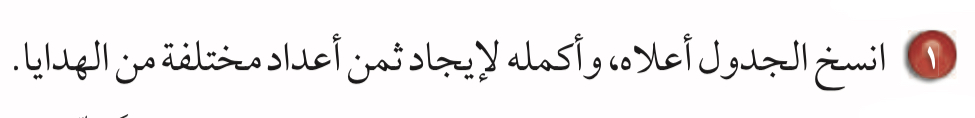 ١ انسخ الجدول أعلاه، وأكمله لإيجاد ثمن أعداد مختلفة من الهدايا.